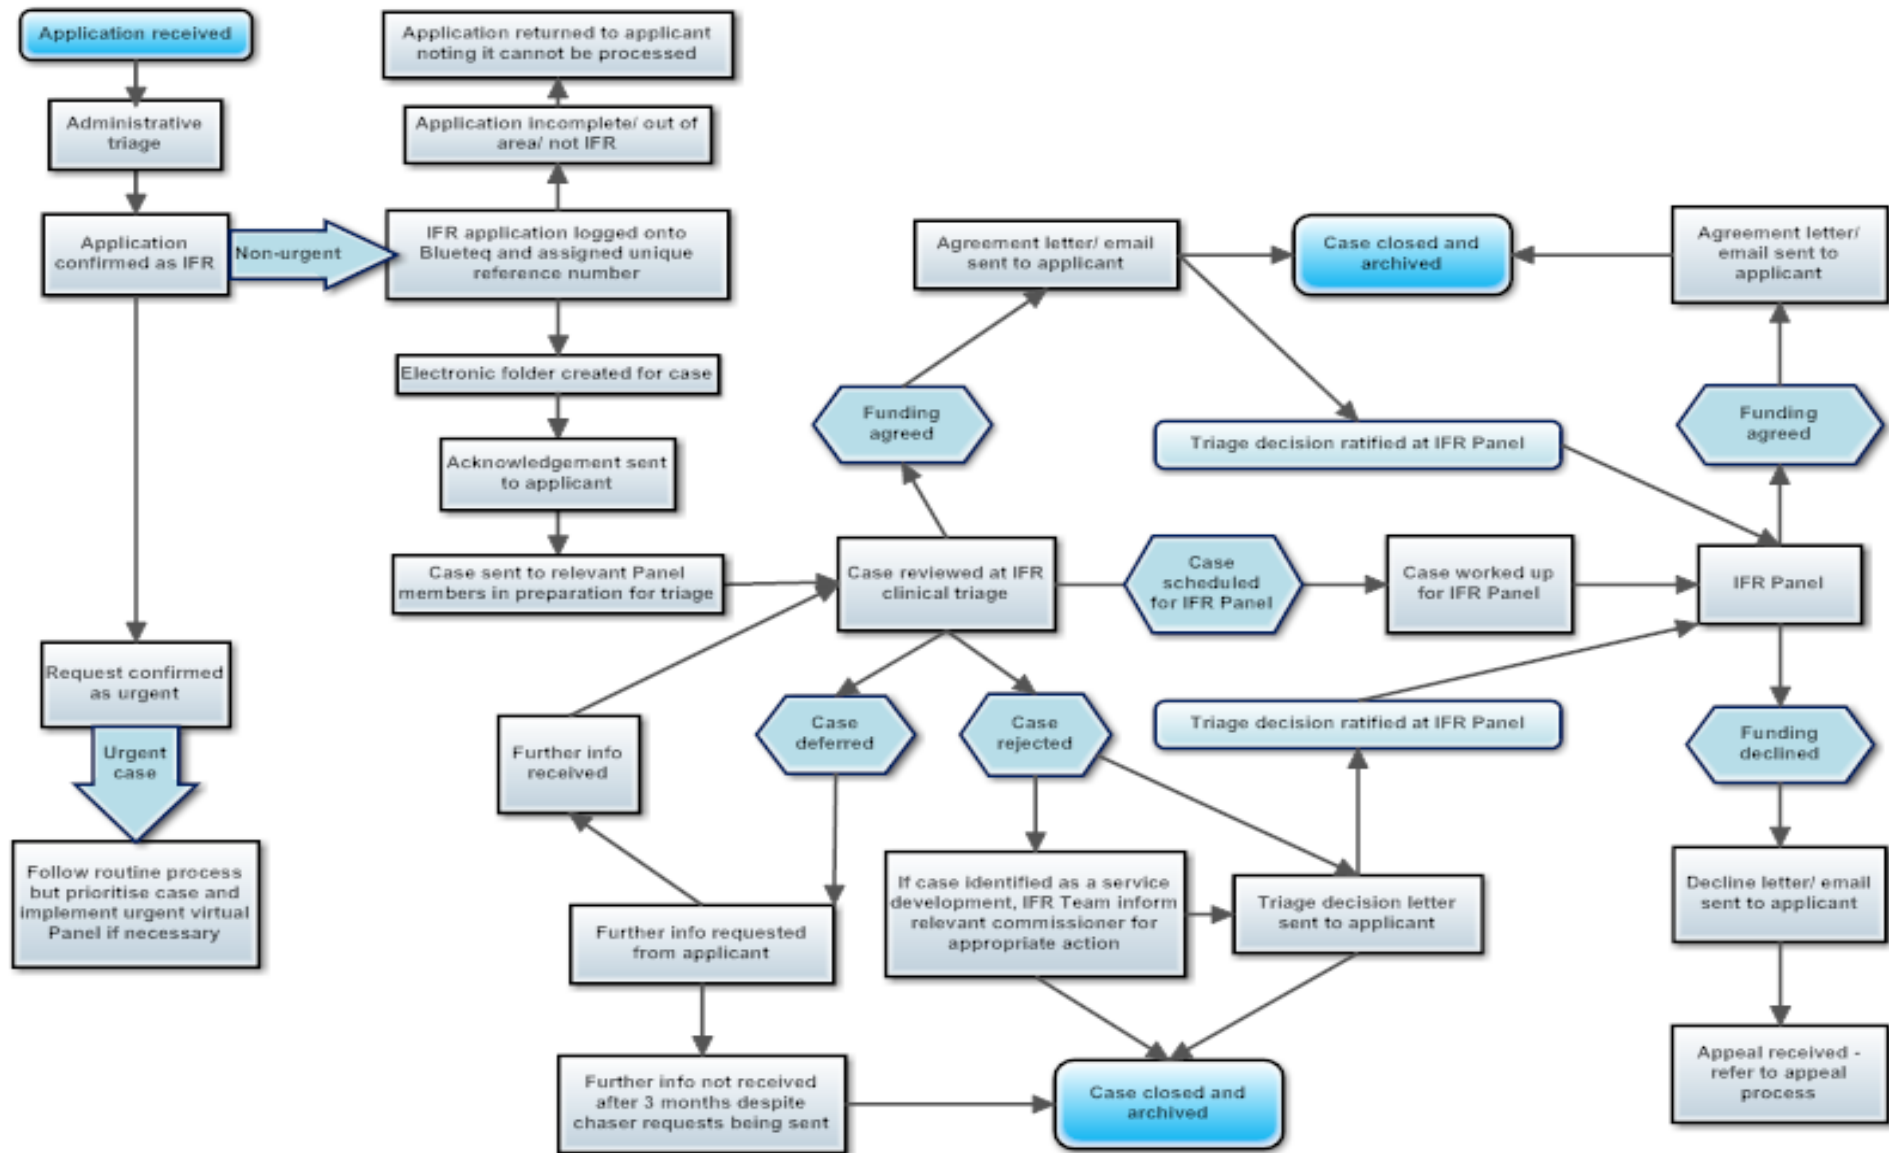 Application received
Administrative
triage
Application
confirmed as IFR
Non-urgent
Request confirmed
as urgent
Urgent
case
Follow routine process
but prioritise case and
implement urgent virtual
Panel if necessary
Application returned to applicant
noting it cannot be processed
Application incomplete/ out of
area/ not IFR
IFR application logged onto
Blueteq and assigned unique
reference number
Electronic folder created for case
Acknowledgement sent
to applicant
Case sent to relevant Panel
members in preparation for triage
Case reviewed at IFR
clinical triage
Funding
agreed
Agreement letter/ email
sent to applicant
Case closed and
archived
Triage decision ratified at IFR Panel
Case
scheduled
for IFR Panel
Case worked up
for IFR Panel
IFR Panel
Funding
agreed
Agreement letter/
email sent to
applicant
Case
deferred
Further info requested
from applicant
Further info
received
Further info not received
after 3 months despite
chaser requests being sent
Case
rejected
If case identified as a service
development, IFR Team inform
relevant commissioner for
appropriate action
Triage decision letter
sent to applicant
Triage decision ratified at IFR Panel
Case closed and
archived
Funding
declined
Decline letter/ email
sent to applicant
Appeal received -
refer to appeal
process